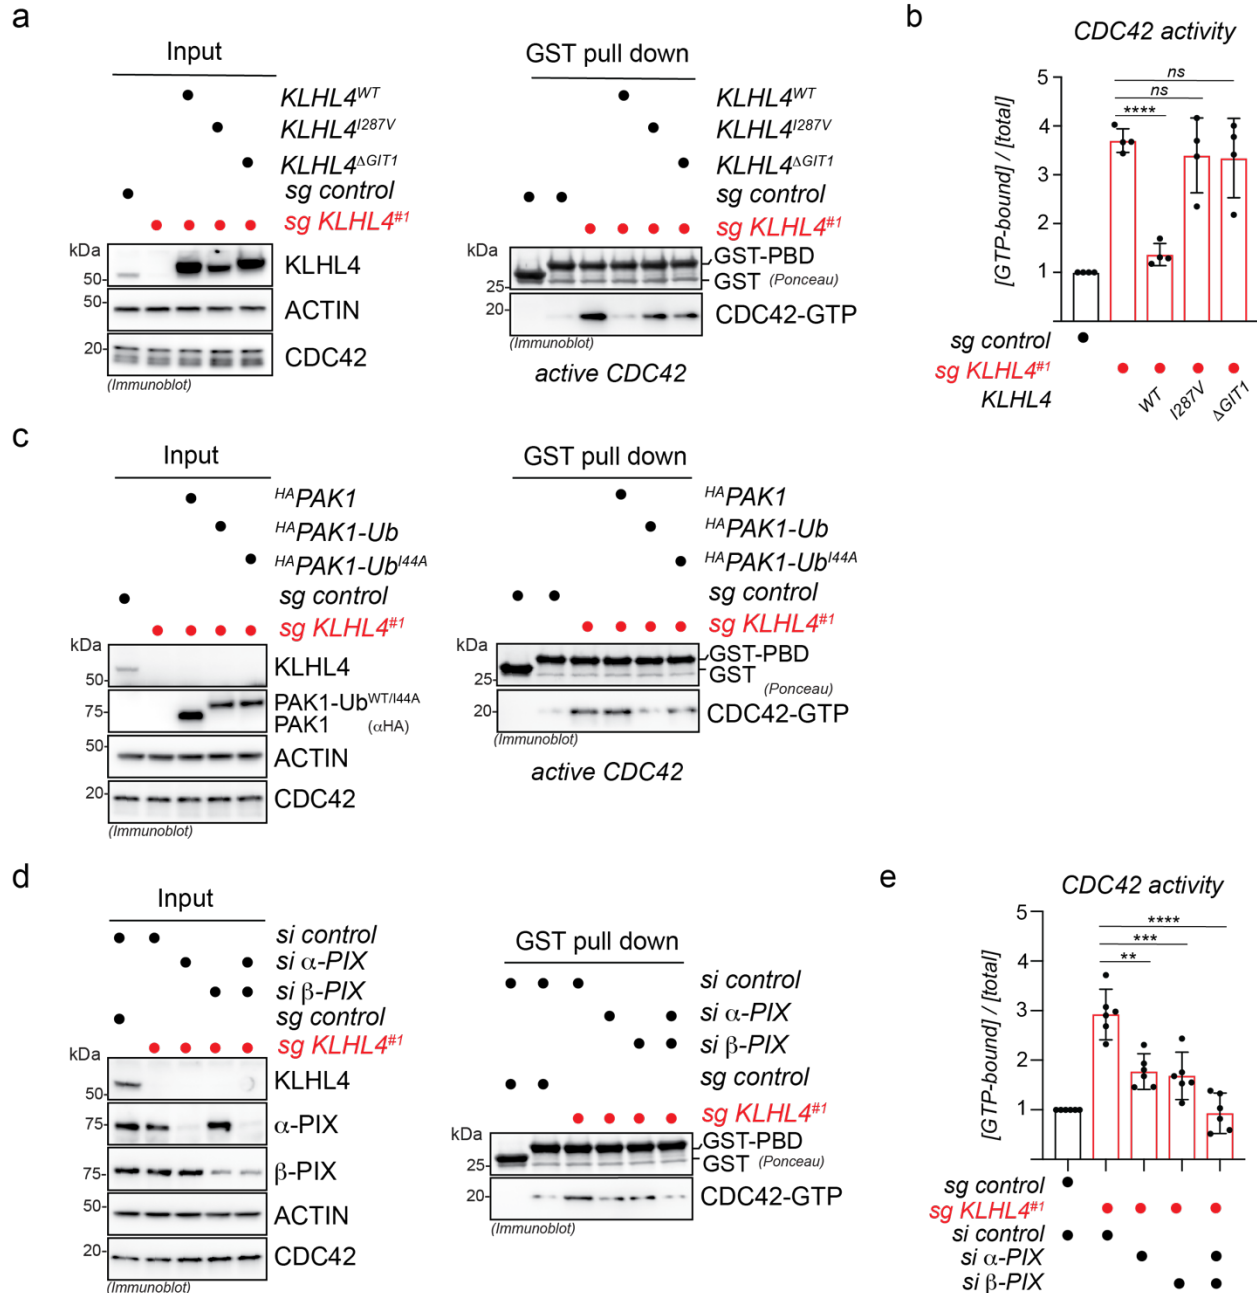 a
Input
KLHL4WT
KLHL4I287V
KLHL4ΔGIT1
sg control
sg KLHL4#1
kDa
50
KLHL4
50
ACTIN
20
CDC42
(Immunoblot)
GST pull down
KLHL4WT
KLHL4I287V
KLHL4ΔGIT1
sg control
sg KLHL4#1
kDa
GST-PBD
GST (Ponceau)
25
20
CDC42-GTP
(Immunoblot)
active CDC42
b
CDC42 activity
[GTP-bound] / [total]
5
4
3
2
1
ns
ns
****
sg control
sg KLHL4#1
KLHL4 WT I287V ΔGIT1
c
Input
HAPAK1
HAPAK1-Ub
HAPAK1-UbI44A
sg control
sg KLHL4#1
kDa
50
KLHL4
75
PAK1-UbWT/I44A
PAK1 (αHA)
50
ACTIN
20
CDC42
(Immunoblot)
GST pull down
HAPAK1
HAPAK1-Ub
HAPAK1-UbI44A
sg control
sg KLHL4#1
kDa
GST-PBD
25
GST
(Ponceau)
20
CDC42-GTP
(Immunoblot)
active CDC42
d
Input
si control
si α-PIX
si β-PIX
sg control
sg KLHL4#1
kDa
50
KLHL4
75
α-PIX
75
β-PIX
50
ACTIN
20
CDC42
(Immunoblot)
GST pull down
si control
si α-PIX
si β-PIX
sg control
sg KLHL4#1
kDa
GST-PBD
25
GST (Ponceau)
20
CDC42-GTP
(Immunoblot)
e
CDC42 activity
[GTP-bound] / [total]
5
4
3
2
1
****
***
**
sg control
sg KLHL4#1
si control
si α-PIX
si β-PIX